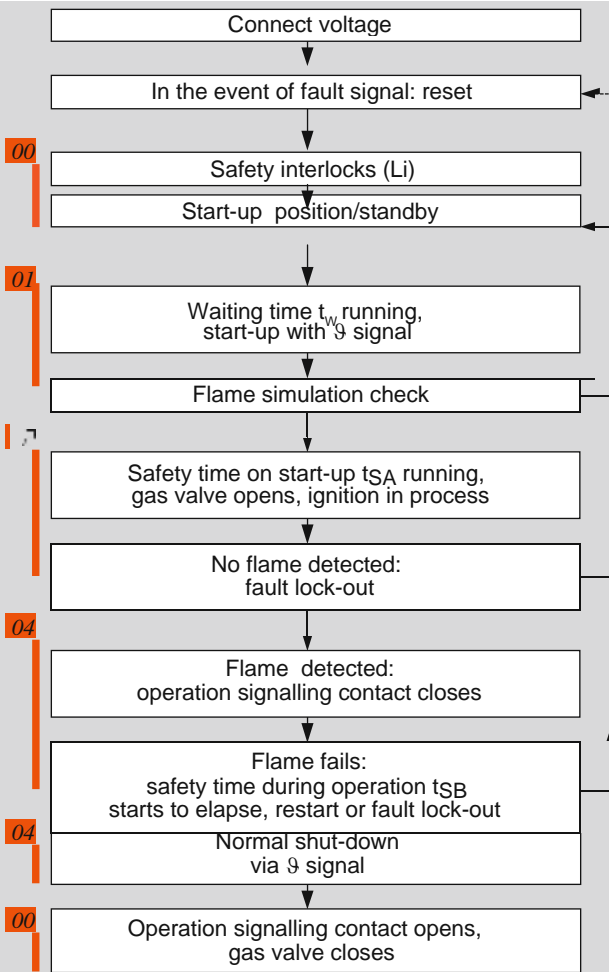 Connect voltage
In the event of fault signal: reset
00
Safety interlocks (Li)
Start-up position/standby
01
Waiting time tw running,
start-up with ϑ signal
Flame simulation check
Safety time on start-up tSA running,
gas valve opens, ignition in process
No flame detected:
fault lock-out
04
Flame detected:
operation signalling contact closes
Flame fails:
safety time during operation tSB
starts to elapse, restart or fault lock-out
04
Normal shut-down
via ϑ signal
00
Operation signalling contact opens,
gas valve closes